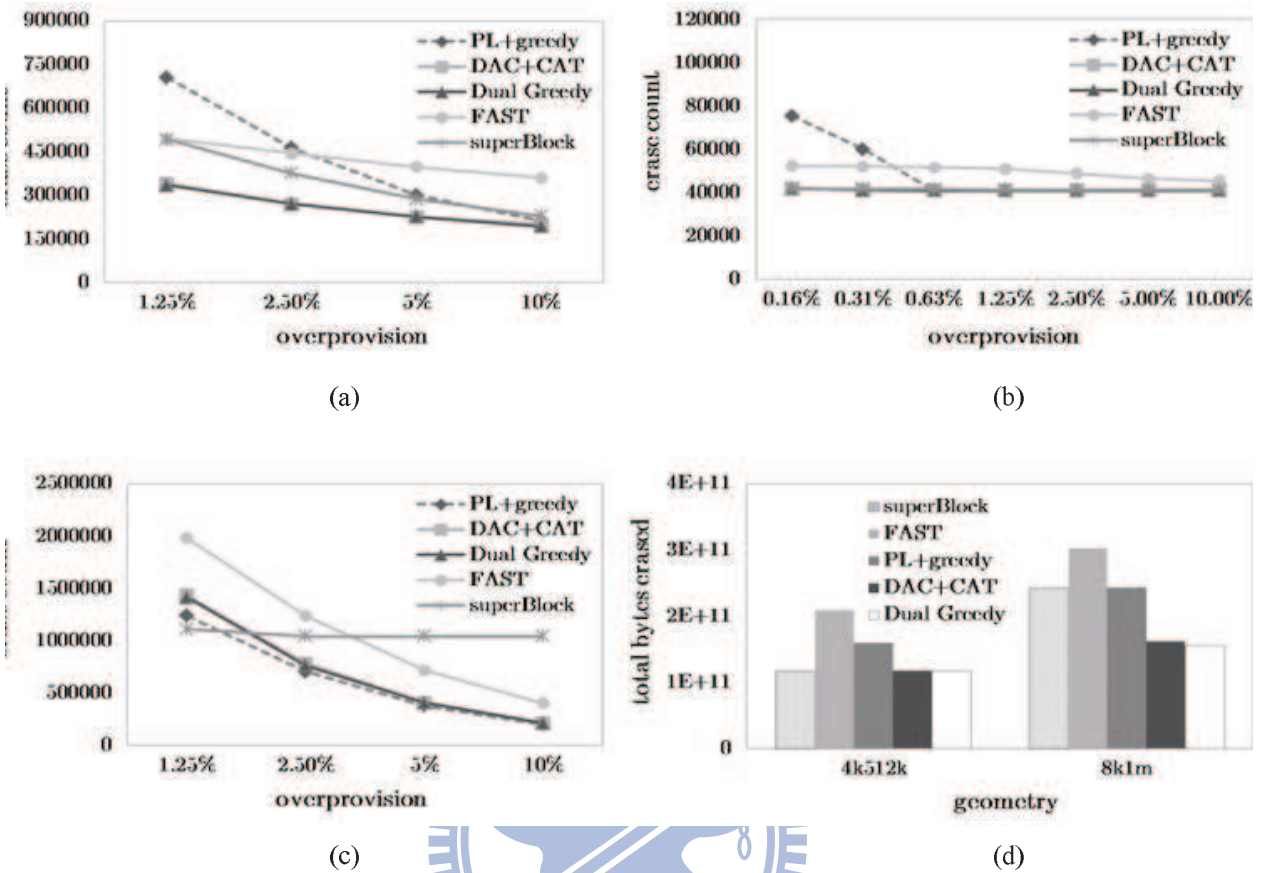 900000
750000
600000
450000
300000
150000
0
PL+greedy
DAC+CAT
Dual Greedy
FAST
superBlock
1.25% 2.50% 5% 10%
overprovision
(a)
erase count
120000
100000
80000
60000
40000
20000
0
PL+greedy
DAC+CAT
Dual Greedy
FAST
superBlock
0.16% 0.31% 0.63% 1.25% 2.50% 5.00% 10.00%
overprovision
(b)
2500000
2000000
1500000
1000000
500000
0
PL+greedy
DAC+CAT
Dual Greedy
FAST
superBlock
1.25% 2.50% 5% 10%
overprovision
(c)
total bytes erased
4E+11
3E+11
2E+11
1E+11
0
superBlock
FAST
PL+greedy
DAC+CAT
Dual Greedy
4k512k 8k1m
geometry
(d)